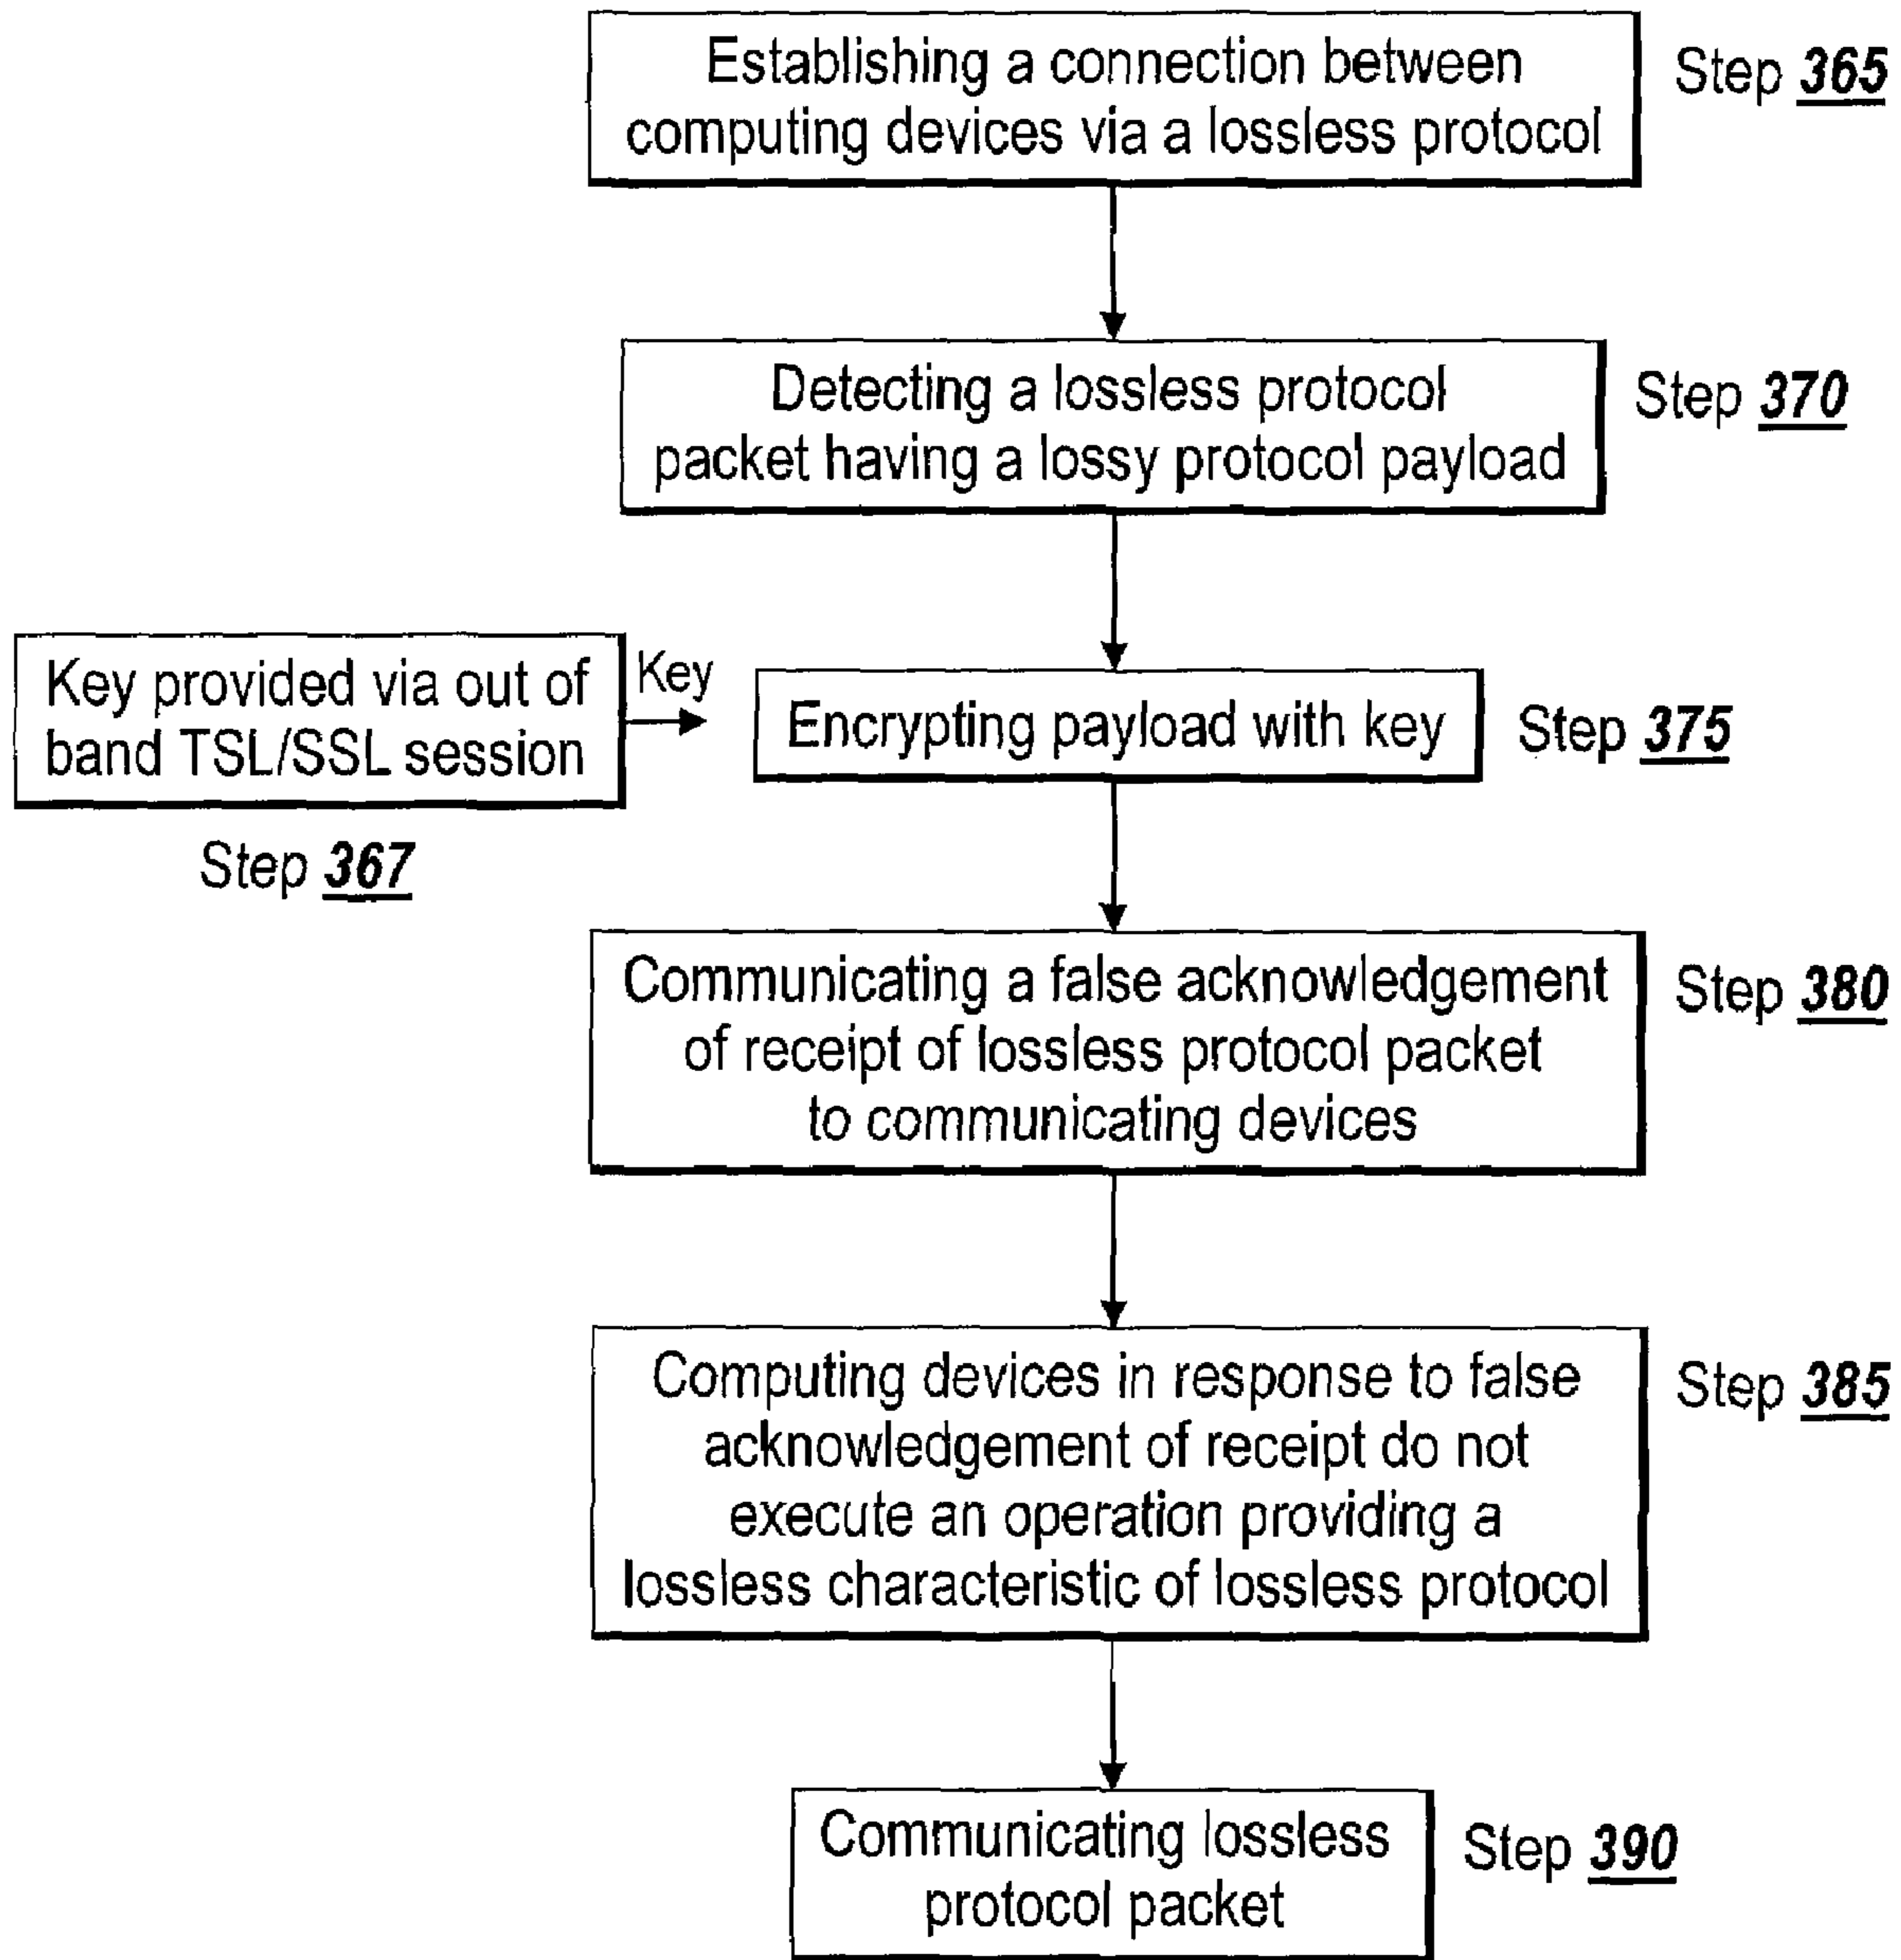 Establishing a connection between
computing devices via a lossless protocol
Step 365
Detecting a lossless protocol
packet having a lossy protocol payload
Step 370
Key provided via out of
band TSL/SSL session
Step 367
Key
Encrypting payload with key
Step 375
Communicating a false acknowledgement
of receipt of lossless protocol packet
to communicating devices
Step 380
Computing devices in response to false
acknowledgement of receipt do not
execute an operation providing a
lossless characteristic of lossless protocol
Step 385
Communicating lossless
protocol packet
Step 390